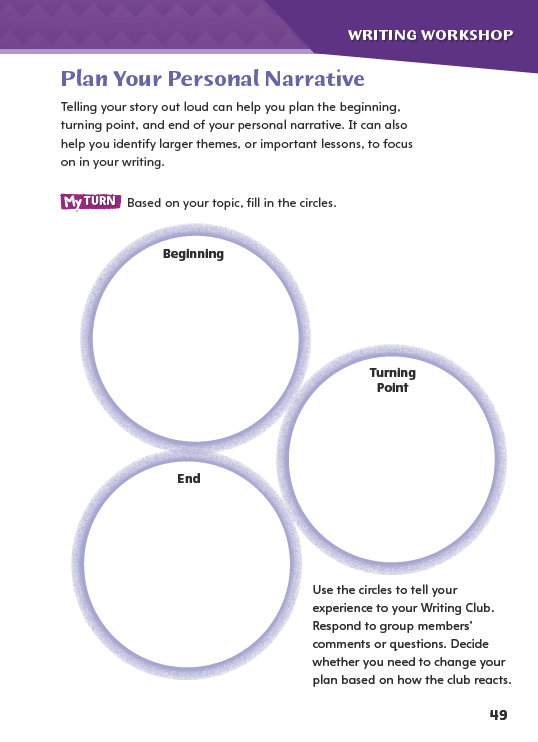 WRITING WORKSHOP
Plan Your Personal Narrative
Telling your story out loud can help you plan the beginning,
turning point, and end of your personal narrative. It can also
help you identify larger themes, or important lessons, to focus
on in your writing.
My TURN Based on your topic, fill in the circles.
Beginning
Turning
Point
End
Use the circles to tell your
experience to your Writing Club.
Respond to group members'
comments or questions. Decide
whether you need to change your
plan based on how the club reacts.
49